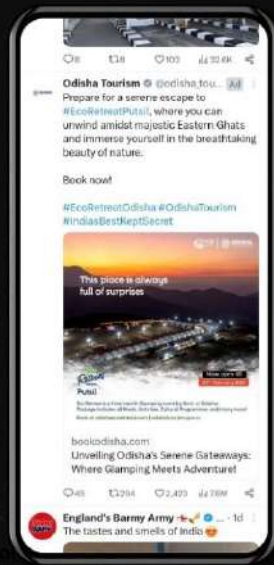 8 103
Odisha Tourism @odisha_tou... Ad
Prepare for a serene escape to
#EcoRetreatPutsil, where you can
unwind amidst majestic Eastern Ghats
and immerse yourself in the breathtaking
beauty of nature.
Book now!
#EcoRetreatOdisha #OdishaTourism
#IndiasBestKeptSecret
This place is always
full of surprises
Putsil
bookodisha.com
Unveiling Odisha's Serene Gateaways:
Where Glamping Meets Adventure!
2,423
England's Barmy Army ... · 1d
The tastes and smells of India